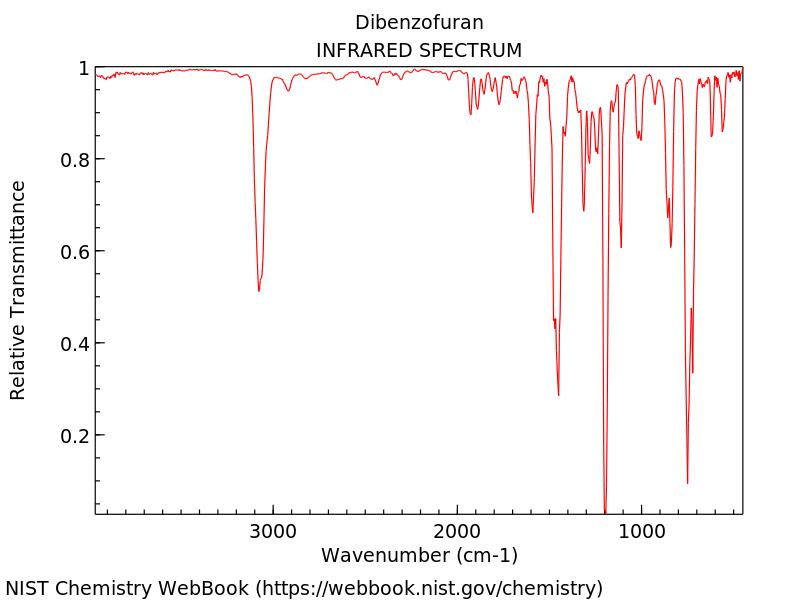 Dibenzofuran
INFRARED SPECTRUM
1
0.8
0.6
0.4
0.2
Relative Transmittance
3000 2000 1000
Wavenumber (cm-1)
NIST Chemistry WebBook (https://webbook.nist.gov/chemistry)